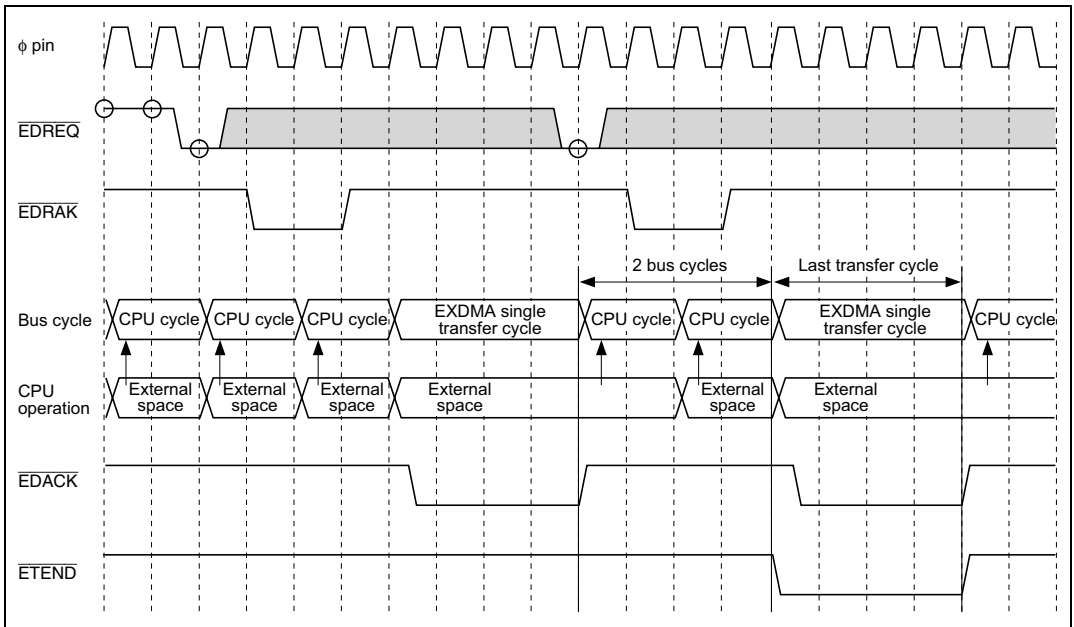 ϕ pin
EDREQ
EDRAK
2 bus cycles
Last transfer cycle
Bus cycle
CPU cycle
CPU cycle
CPU cycle
EXDMA single
transfer cycle
CPU cycle
CPU cycle
EXDMA single
transfer cycle
CPU cycle
CPU
operation
External
space
External
space
External
space
External
space
External
space
External
space
EDACK
ETEND